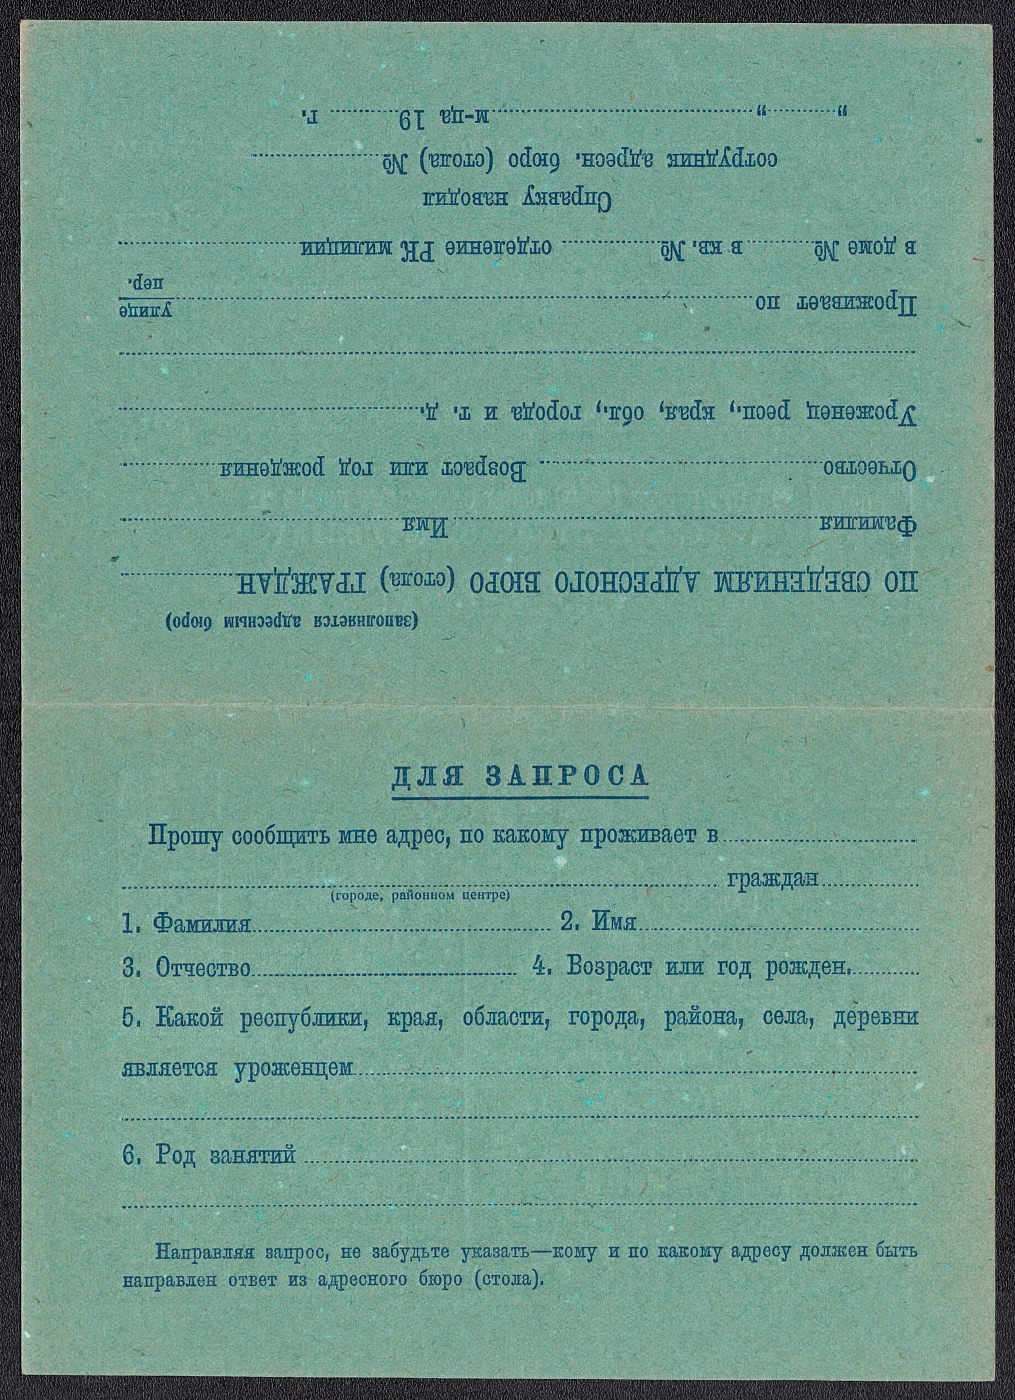 (заполняется адресным бюро)
ПО СВЕДЕНИЯМ АДРЕСНОГО БЮРО (стола) ГРАЖДАН
Фамилия Имя
Отчество Возраст или год рождения
Уроженец респ., края, обл., города и т. д.
Проживает по улице
пер.
в доме № в кв. № отделение РК милиции
Справку наводил
сотрудник адресн. бюро (стола) №
" " м-ца 19 г.
ДЛЯ ЗАПРОСА
Прошу сообщить мне адрес, по какому проживает в
граждан
(городе, районном центре)
1. Фамилия 2. Имя
3. Отчество 4. Возраст или год рожден.
5. Какой республики, края, области, города, района, села, деревни
является уроженцем
6. Род занятий
Направляя запрос, не забудьте указать—кому и по какому адресу должен быть
направлен ответ из адресного бюро (стола).